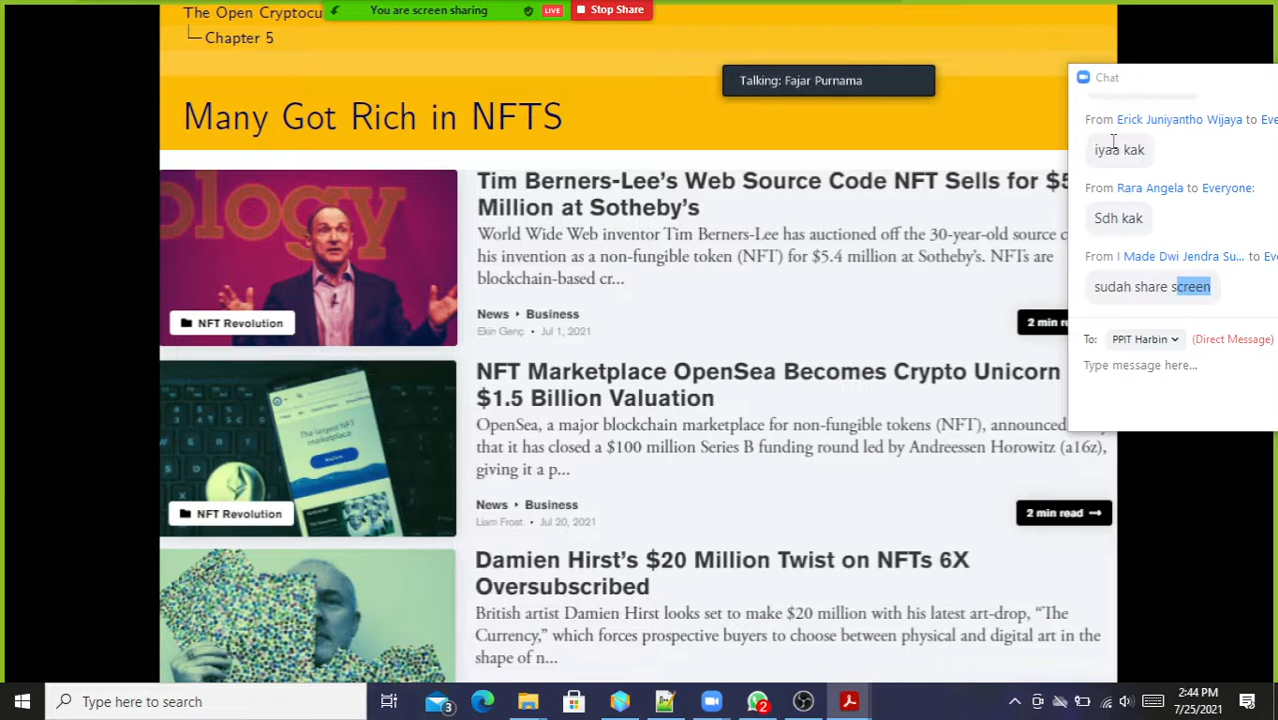 The Open Cryptocu
You are screen sharing
LIVE
Stop Share
Chapter 5
Talking: Fajar Purnama
Many Got Rich in NFTS
ology
NFT Revolution
Tim Berners-Lee's Web Source Code NFT Sells for $5
Million at Sotheby's
World Wide Web inventor Tim Berners-Lee has auctioned off the 30-year-old source c
his invention as a non-fungible token (NFT) for $5.4 million at Sotheby's. NFTs are
blockchain-based cr...
News ‣ Business
Ekin Genç • Jul 1, 2021
2 min re
The largest NFT
marketplace
NFT Revolution
NFT Marketplace OpenSea Becomes Crypto Unicorn
$1.5 Billion Valuation
OpenSea, a major blockchain marketplace for non-fungible tokens (NFT), announced
that it has closed a $100 million Series B funding round led by Andreessen Horowitz (a16z),
giving it a p...
News ‣ Business
Liam Frost • Jul 20, 2021
2 min read →
Damien Hirst's $20 Million Twist on NFTs 6X
Oversubscribed
British artist Damien Hirst looks set to make $20 million with his latest art-drop, “The
Currency,” which forces prospective buyers to choose between physical and digital art in the
shape of n...
Chat
From Erick Juniyantho Wijaya to Eve
iyaa kak
From Rara Angela to Everyone:
Sdh kak
From I Made Dwi Jendra Su... to Eve
sudah share screen
To: PPIT Harbin (Direct Message)
Type message here...
Type here to search
3
2
2:44 PM
7/25/2021